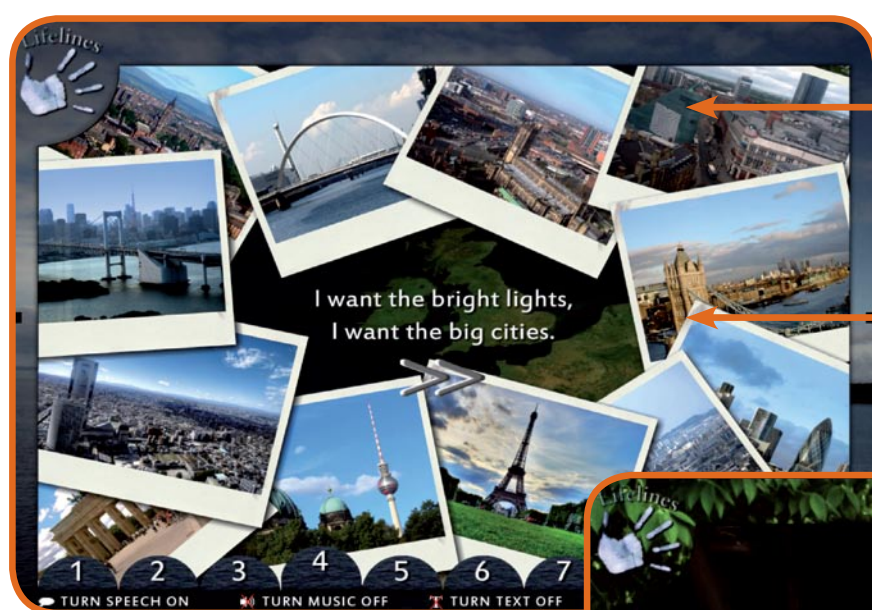 Lifelines
I want the bright lights,
I want the big cities.
1 2 3 4 5 6 7
TURN SPEECH ON TURN MUSIC OFF TURN TEXT OFF
Lifelines